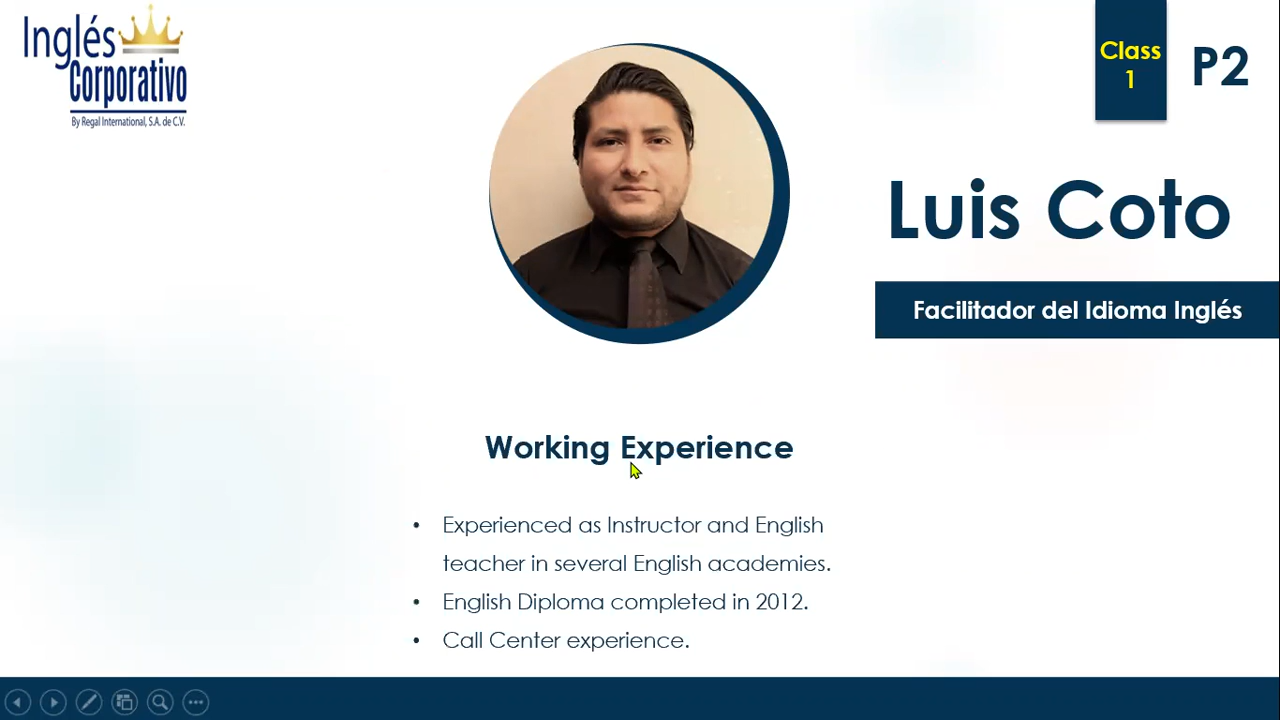 Inglés
Corporativo
By Regal International, S.A. de C.V.
Class
1
P2
Luis Coto
Facilitador del Idioma Inglés
Working Experience
• Experienced as Instructor and English
teacher in several English academies.
• English Diploma completed in 2012.
• Call Center experience.